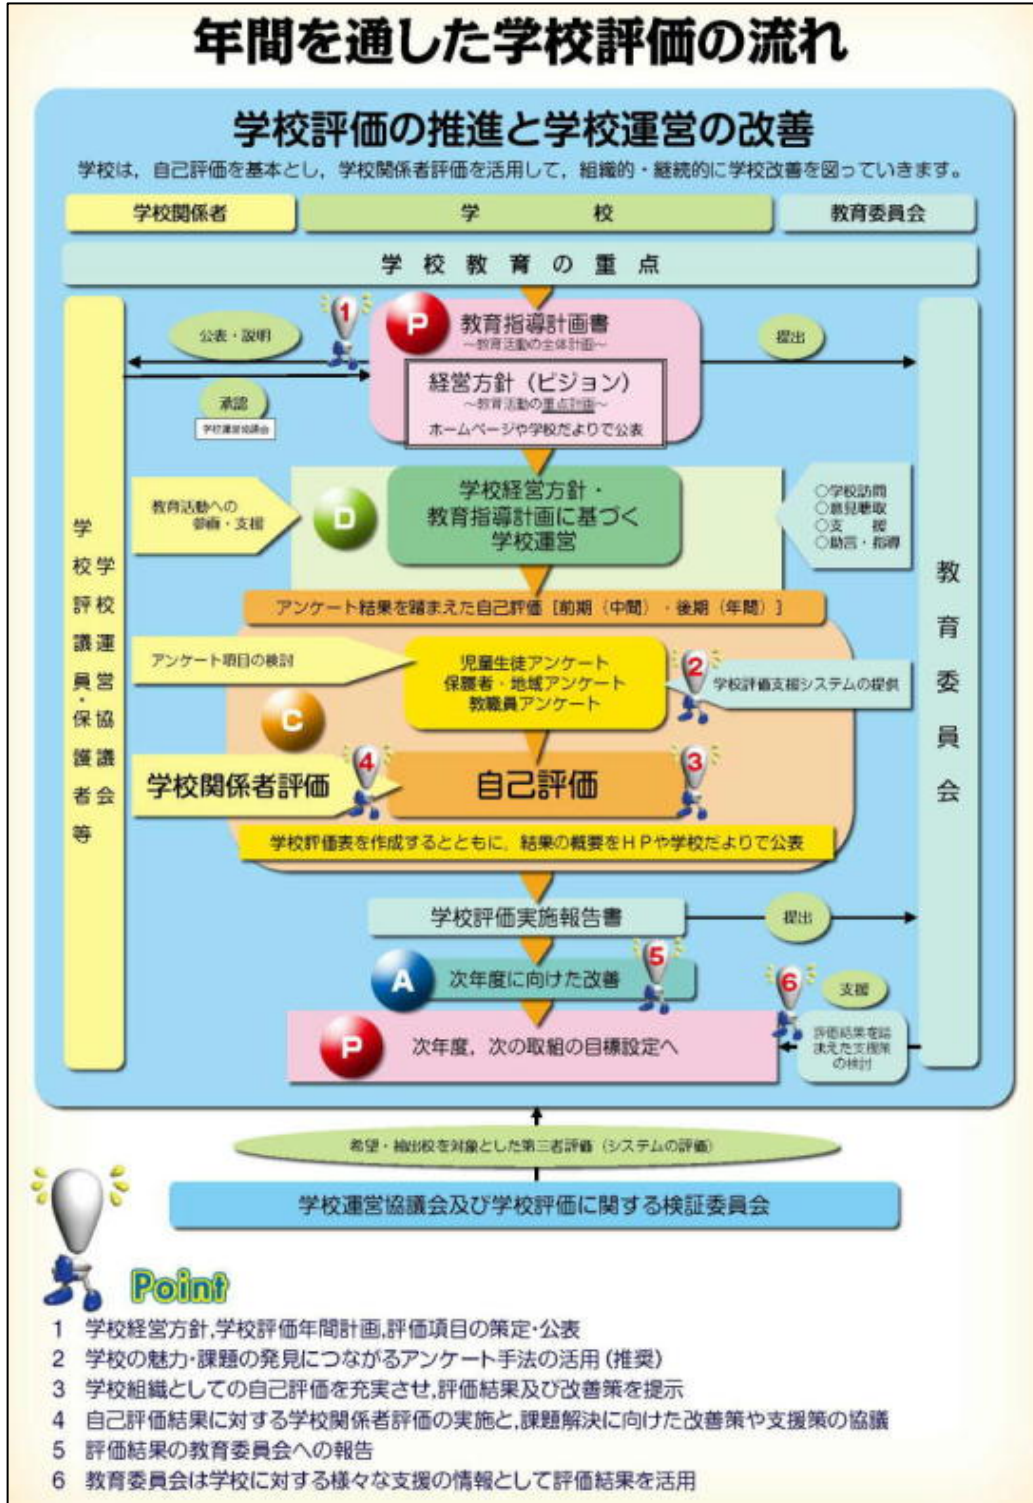 年間を通した学校評価の流れ
学校評価の推進と学校運営の改善
学校は，自己評価を基本とし，学校関係者評価を活用して，組織的・継続的に学校改善を図っていきます。
学校関係者
学校
教育委員会
学校教育の重点
1
公表・説明
承認
学校運営協議会
P
教育指導計画書
～教育活動の全体計画～
経営方針（ビジョン）
～教育活動の重点計画～
ホームページや学校だよりで公表
提出
教育活動への
参画・支援
D
学校経営方針・
教育指導計画に基づく
学校運営
○学校訪問
○意見聴取
○支　援
○助言・指導
学校運営協議会
学校評議員・保護者等
教育委員会
アンケート結果を踏まえた自己評価［前期（中間）・後期（年間）］
アンケート項目の検討
児童生徒アンケート
保護者・地域アンケート
教職員アンケート
2
学校評価支援システムの提供
C
学校関係者評価
4
自己評価
3
学校評価表を作成するとともに，結果の概要をＨＰや学校だよりで公表
学校評価実施報告書
提出
A
次年度に向けた改善
5
P
次年度，次の取組の目標設定へ
6
支援
評価結果を踏
まえた支援策
の検討
希望・抽出校を対象とした第三者評価（システムの評価）
学校運営協議会及び学校評価に関する検証委員会
Point
1 学校経営方針,学校評価年間計画,評価項目の策定・公表
2 学校の魅力・課題の発見につながるアンケート手法の活用（推奨）
3 学校組織としての自己評価を充実させ,評価結果及び改善策を提示
4 自己評価結果に対する学校関係者評価の実施と,課題解決に向けた改善策や支援策の協議
5 評価結果の教育委員会への報告
6 教育委員会は学校に対する様々な支援の情報として評価結果を活用